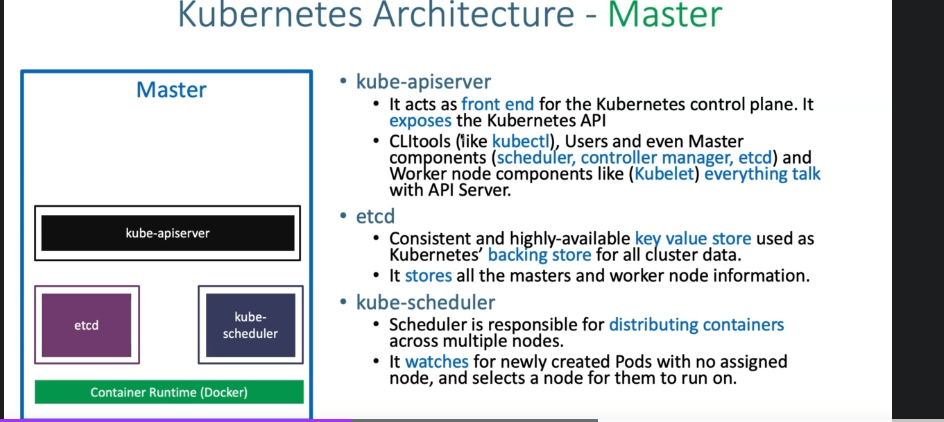 Kubernetes Architecture - Master
Master
kube-apiserver
etcd
kube-
scheduler
Container Runtime (Docker)
• kube-apiserver
• It acts as front end for the Kubernetes control plane. It
exposes the Kubernetes API
• CLItools (like kubectl), Users and even Master
components (scheduler, controller manager, etcd) and
Worker node components like (Kubelet) everything talk
with API Server.
• etcd
• Consistent and highly-available key value store used as
Kubernetes’ backing store for all cluster data.
• It stores all the masters and worker node information.
• kube-scheduler
• Scheduler is responsible for distributing containers
across multiple nodes.
• It watches for newly created Pods with no assigned
node, and selects a node for them to run on.